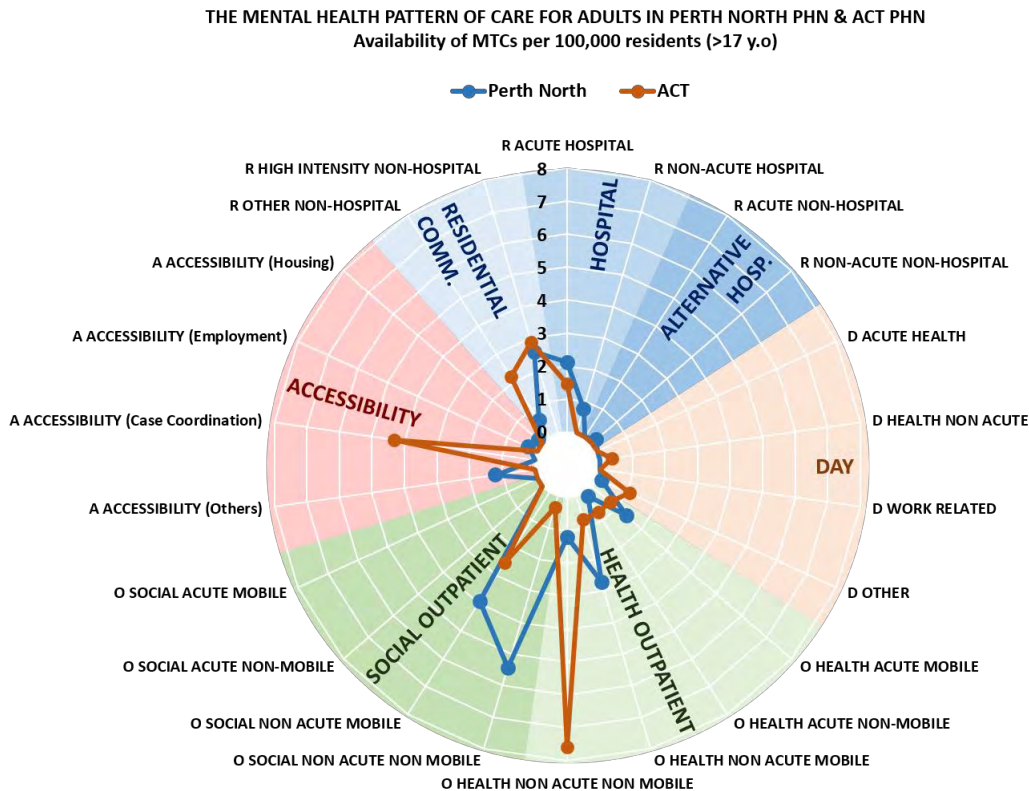 THE MENTAL HEALTH PATTERN OF CARE FOR ADULTS IN PERTH NORTH PHN & ACT PHN
Availability of MTCs per 100,000 residents (>17 y.o)
Perth North
ACT
R ACUTE HOSPITAL
R NON-ACUTE HOSPITAL
R ACUTE NON-HOSPITAL
R NON-ACUTE NON-HOSPITAL
D ACUTE HEALTH
D HEALTH NON ACUTE
D WORK RELATED
D OTHER
O HEALTH ACUTE MOBILE
O HEALTH ACUTE NON-MOBILE
O HEALTH NON ACUTE MOBILE
O HEALTH NON ACUTE NON MOBILE
O SOCIAL NON ACUTE NON MOBILE
O SOCIAL NON ACUTE MOBILE
O SOCIAL ACUTE NON-MOBILE
O SOCIAL ACUTE MOBILE
A ACCESSIBILITY (Others)
A ACCESSIBILITY (Case Coordination)
A ACCESSIBILITY (Employment)
A ACCESSIBILITY (Housing)
R OTHER NON-HOSPITAL
R HIGH INTENSITY NON-HOSPITAL
8
7
6
5
4
3
2
1
0
HOSPITAL
ALTERNATIVE
HOSP.
DAY
HEALTH OUTPATIENT
SOCIAL OUTPATIENT
ACCESSIBILITY
RESIDENTIAL
COMM.